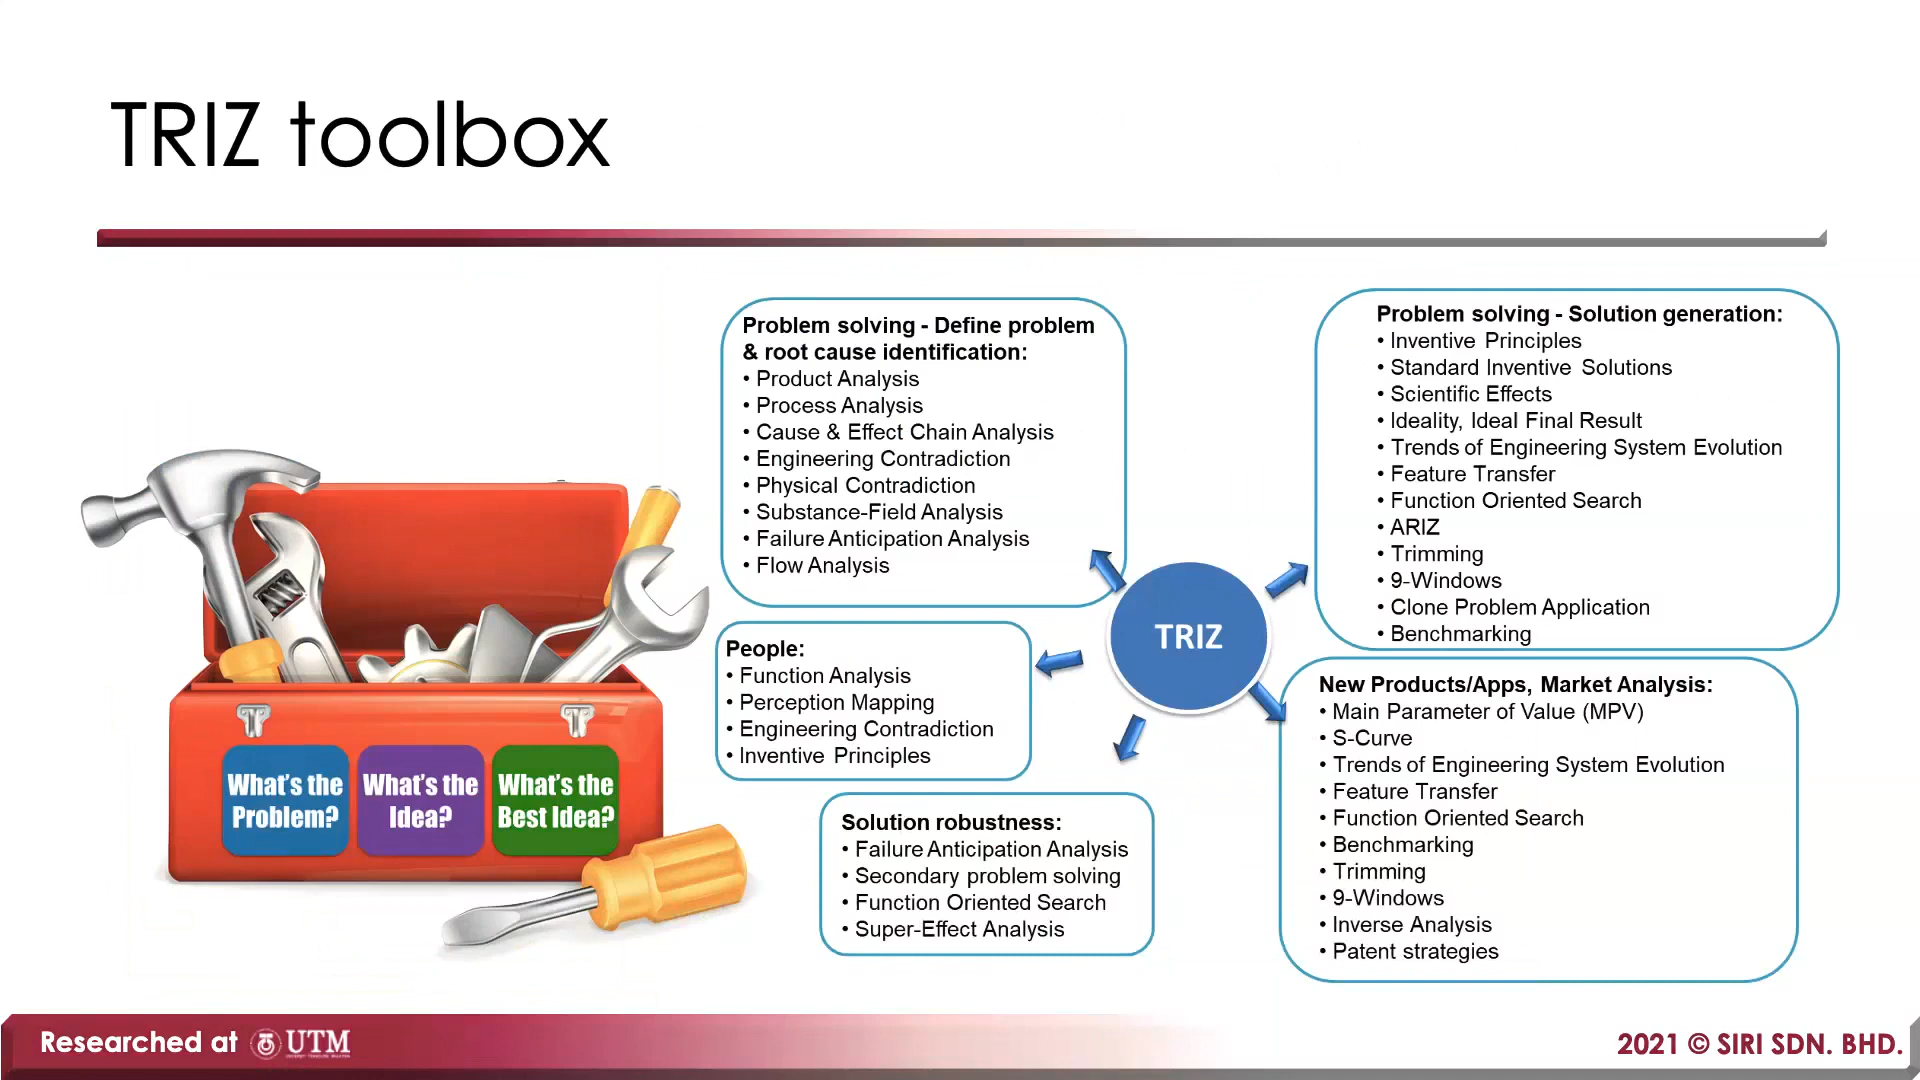 TRIZ toolbox
Problem solving - Define problem
& root cause identification:
• Product Analysis
• Process Analysis
• Cause & Effect Chain Analysis
• Engineering Contradiction
• Physical Contradiction
• Substance-Field Analysis
• Failure Anticipation Analysis
• Flow Analysis
Problem solving - Solution generation:
• Inventive Principles
• Standard Inventive Solutions
• Scientific Effects
• Ideality, Ideal Final Result
• Trends of Engineering System Evolution
• Feature Transfer
• Function Oriented Search
• ARIZ
• Trimming
• 9-Windows
• Clone Problem Application
• Benchmarking
TRIZ
People:
• Function Analysis
• Perception Mapping
• Engineering Contradiction
• Inventive Principles
New Products/Apps, Market Analysis:
• Main Parameter of Value (MPV)
• S-Curve
• Trends of Engineering System Evolution
• Feature Transfer
• Function Oriented Search
• Benchmarking
• Trimming
• 9-Windows
• Inverse Analysis
• Patent strategies
Solution robustness:
• Failure Anticipation Analysis
• Secondary problem solving
• Function Oriented Search
• Super-Effect Analysis
What's the
Problem?
What's the
Idea?
What's the
Best Idea?
Researched at UTM
2021 © SIRI SDN. BHD.